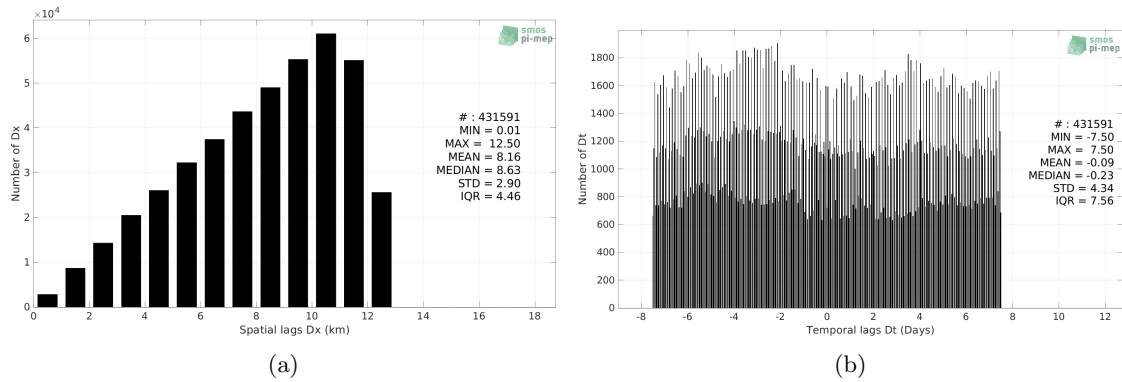 ×10⁴
6
5
4
3
2
1
0
Number of Dx
0 2 4 6 8 10 12 14 16 18
Spatial lags Dx (km)
smos
pi-mep
# : 431591
MIN = 0.01
MAX = 12.50
MEAN = 8.16
MEDIAN = 8.63
STD = 2.90
IQR = 4.46
(a)
1800
1600
1400
1200
1000
800
600
400
200
0
Number of Dt
-8 -6 -4 -2 0 2 4 6 8 10 12
Temporal lags Dt (Days)
smos
pi-mep
# : 431591
MIN = -7.50
MAX = 7.50
MEAN = -0.09
MEDIAN = -0.23
STD = 4.34
IQR = 7.56
(b)